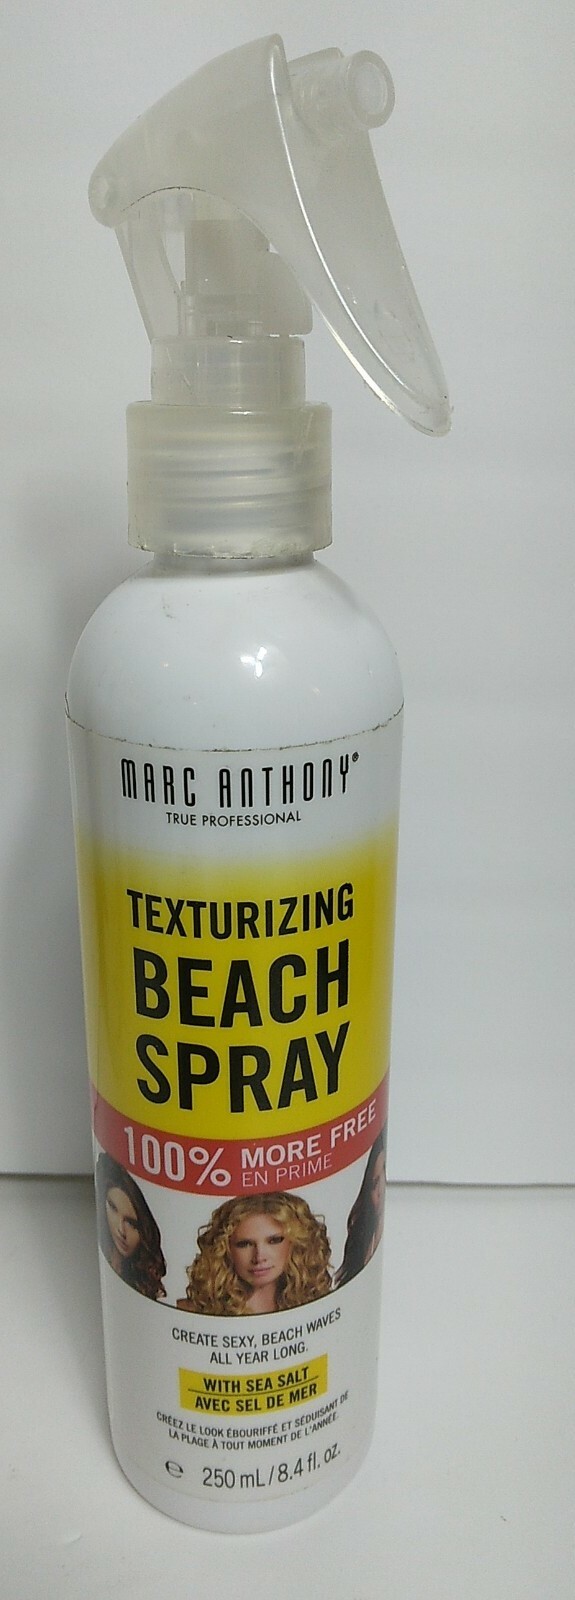 MARC ANTHONY®
TRUE PROFESSIONAL
TEXTURIZING
BEACH
SPRAY
100% MORE FREE
EN PRIME
CREATE SEXY, BEACH WAVES
ALL YEAR LONG.
WITH SEA SALT
AVEC SEL DE MER
CRÉEZ LE LOOK ÉBOURIFFÉ ET SÉDUISANT DE
LA PLAGE À TOUT MOMENT DE L'ANNÉE.
℮ 250 mL/8.4 fl. oz.